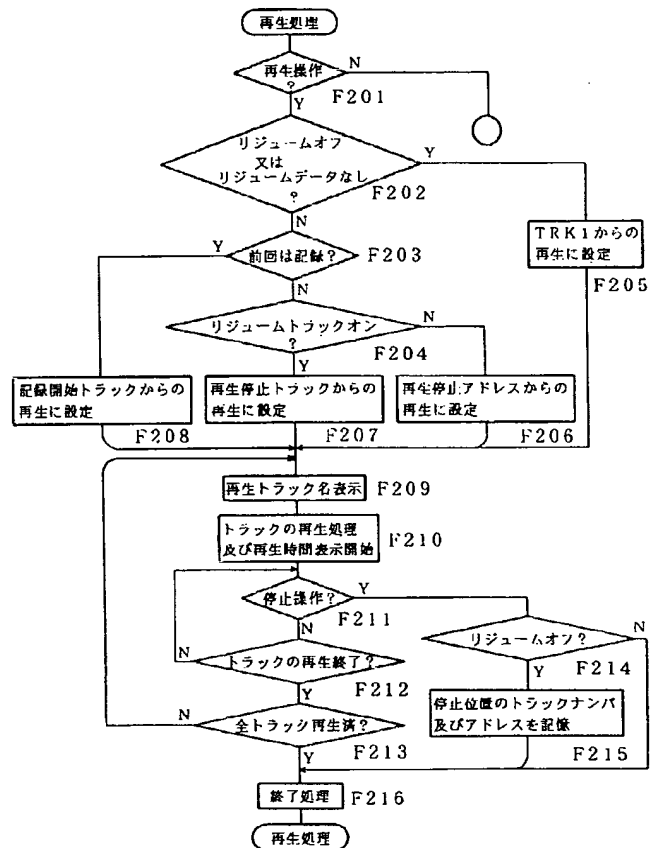 再生処理
再生操作
?
N
F201
Y
リジュームオフ
又は
リジュームデータなし
?
Y
F202
N
TRK1からの
再生に設定
F205
Y
前回は記録?
F203
N
リジュームトラックオン
?
N
F204
Y
記録開始トラックからの
再生に設定
F208
再生停止トラックからの
再生に設定
F207
再生停止アドレスからの
再生に設定
F206
再生トラック名表示
F209
トラックの再生処理
及び再生時間表示開始
F210
停止操作?
Y
F211
N
リジュームオフ?
N
F214
Y
トラックの再生終了?
N
F212
Y
停止位置のトラックナンバ
及びアドレスを記憶
F215
全トラック再生済?
N
F213
Y
終了処理
F216
再生処理